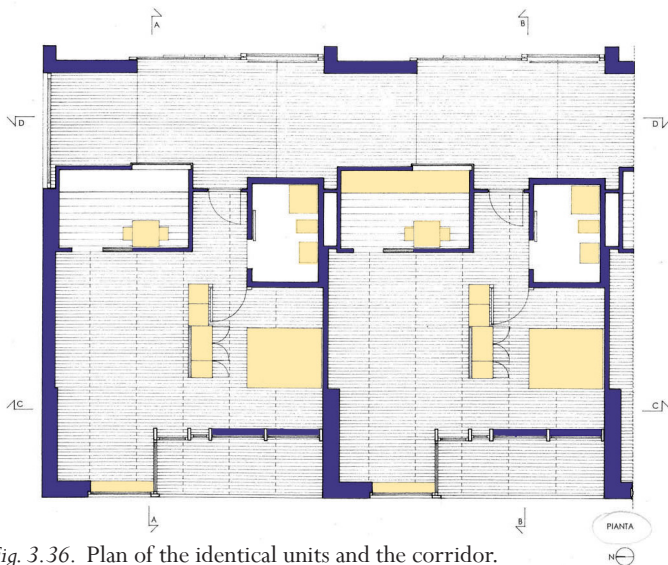 A
B
D
D
C
C
A
B
PIANTA
N
ig. 3.36. Plan of the identical units and the corridor.